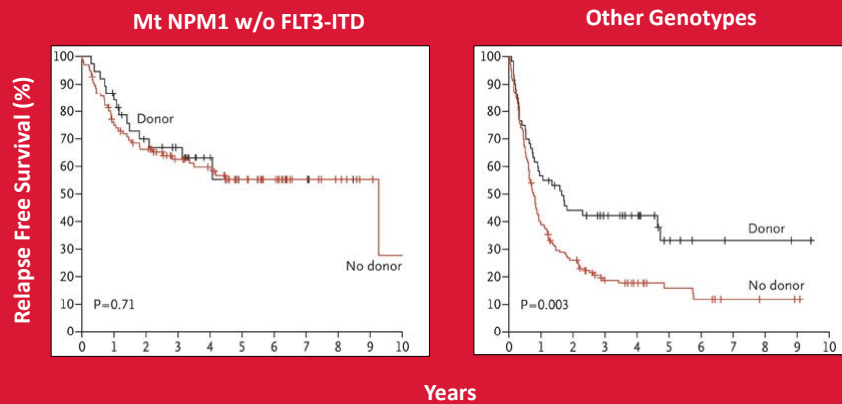 Mt NPM1 w/o FLT3-ITD
Other Genotypes
Relapse Free Survival (%)
100
90
80
70
60
50
40
30
20
10
0
Donor
No donor
P=0.71
0 1 2 3 4 5 6 7 8 9 10
100
90
80
70
60
50
40
30
20
10
0
Donor
No donor
P=0.003
0 1 2 3 4 5 6 7 8 9 10
Years